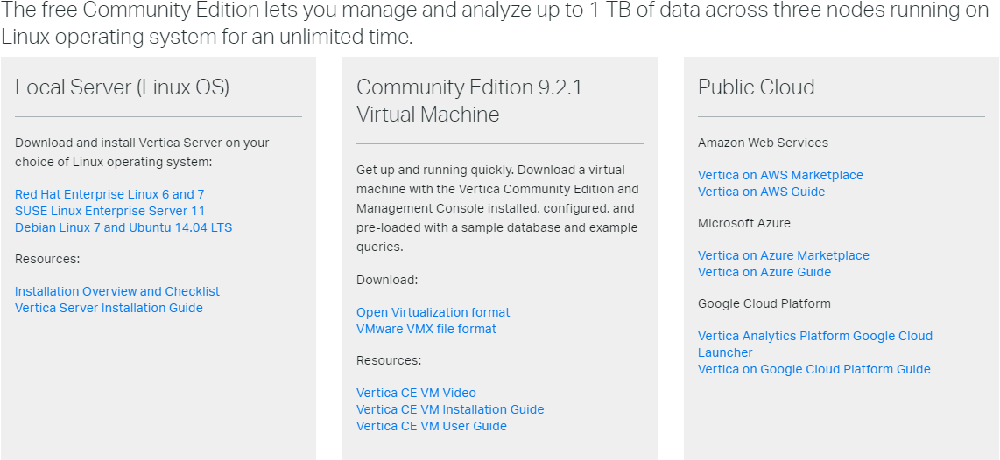 The free Community Edition lets you manage and analyze up to 1 TB of data across three nodes running on
Linux operating system for an unlimited time.
Local Server (Linux OS)
Download and install Vertica Server on your
choice of Linux operating system:
Red Hat Enterprise Linux 6 and 7
SUSE Linux Enterprise Server 11
Debian Linux 7 and Ubuntu 14.04 LTS
Resources:
Installation Overview and Checklist
Vertica Server Installation Guide
Community Edition 9.2.1
Virtual Machine
Get up and running quickly. Download a virtual
machine with the Vertica Community Edition and
Management Console installed, configured, and
pre-loaded with a sample database and example
queries.
Download:
Open Virtualization format
VMware VMX file format
Resources:
Vertica CE VM Video
Vertica CE VM Installation Guide
Vertica CE VM User Guide
Public Cloud
Amazon Web Services
Vertica on AWS Marketplace
Vertica on AWS Guide
Microsoft Azure
Vertica on Azure Marketplace
Vertica on Azure Guide
Google Cloud Platform
Vertica Analytics Platform Google Cloud
Launcher
Vertica on Google Cloud Platform Guide